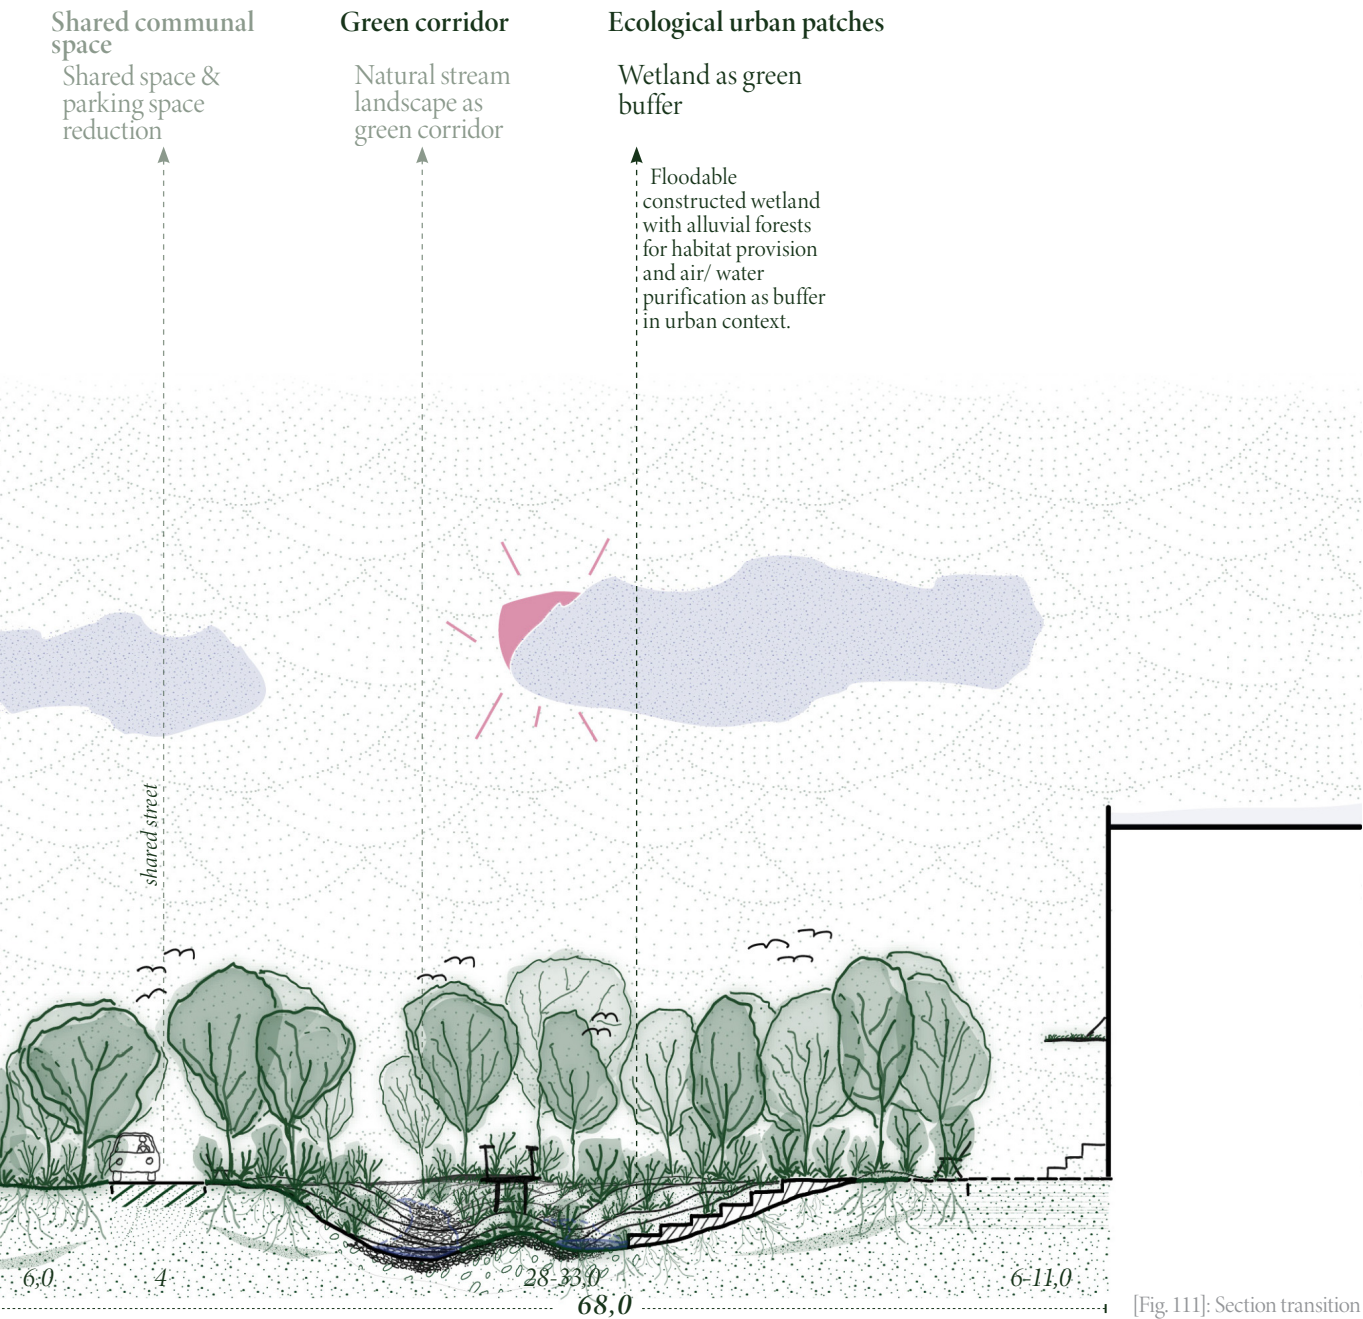 Shared communal
space
Shared space &
parking space
reduction
Green corridor
Natural stream
landscape as
green corridor
Ecological urban patches
Wetland as green
buffer
Floodable
constructed wetland
with alluvial forests
for habitat provision
and air/ water
purification as buffer
in urban context.
shared street
6,0
4
28-33,0
6-11,0
68,0
[Fig. 111]: Section transition